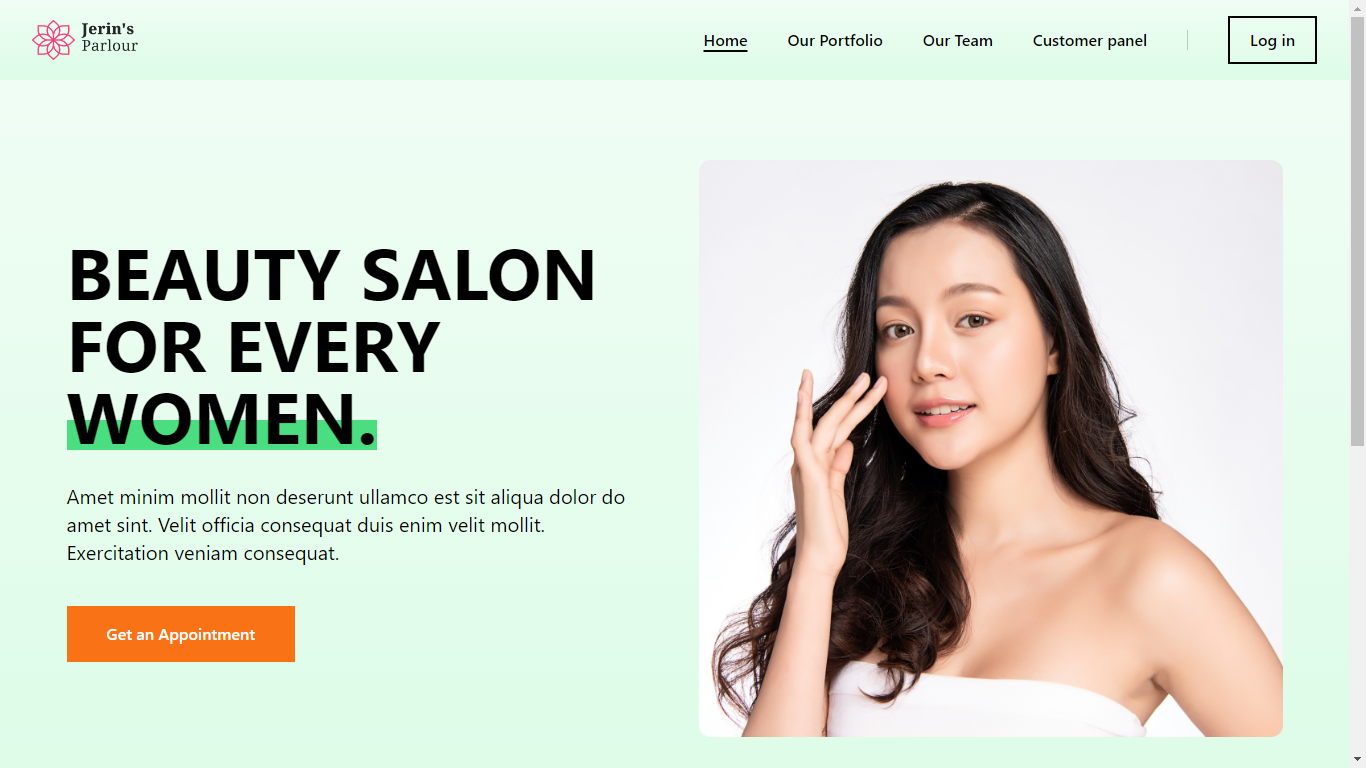 Jerin's
Parlour
Home Our Portfolio Our Team Customer panel Log in
BEAUTY SALON
FOR EVERY
WOMEN.
Amet minim mollit non deserunt ullamco est sit aliqua dolor do
amet sint. Velit officia consequat duis enim velit mollit.
Exercitation veniam consequat.
Get an Appointment